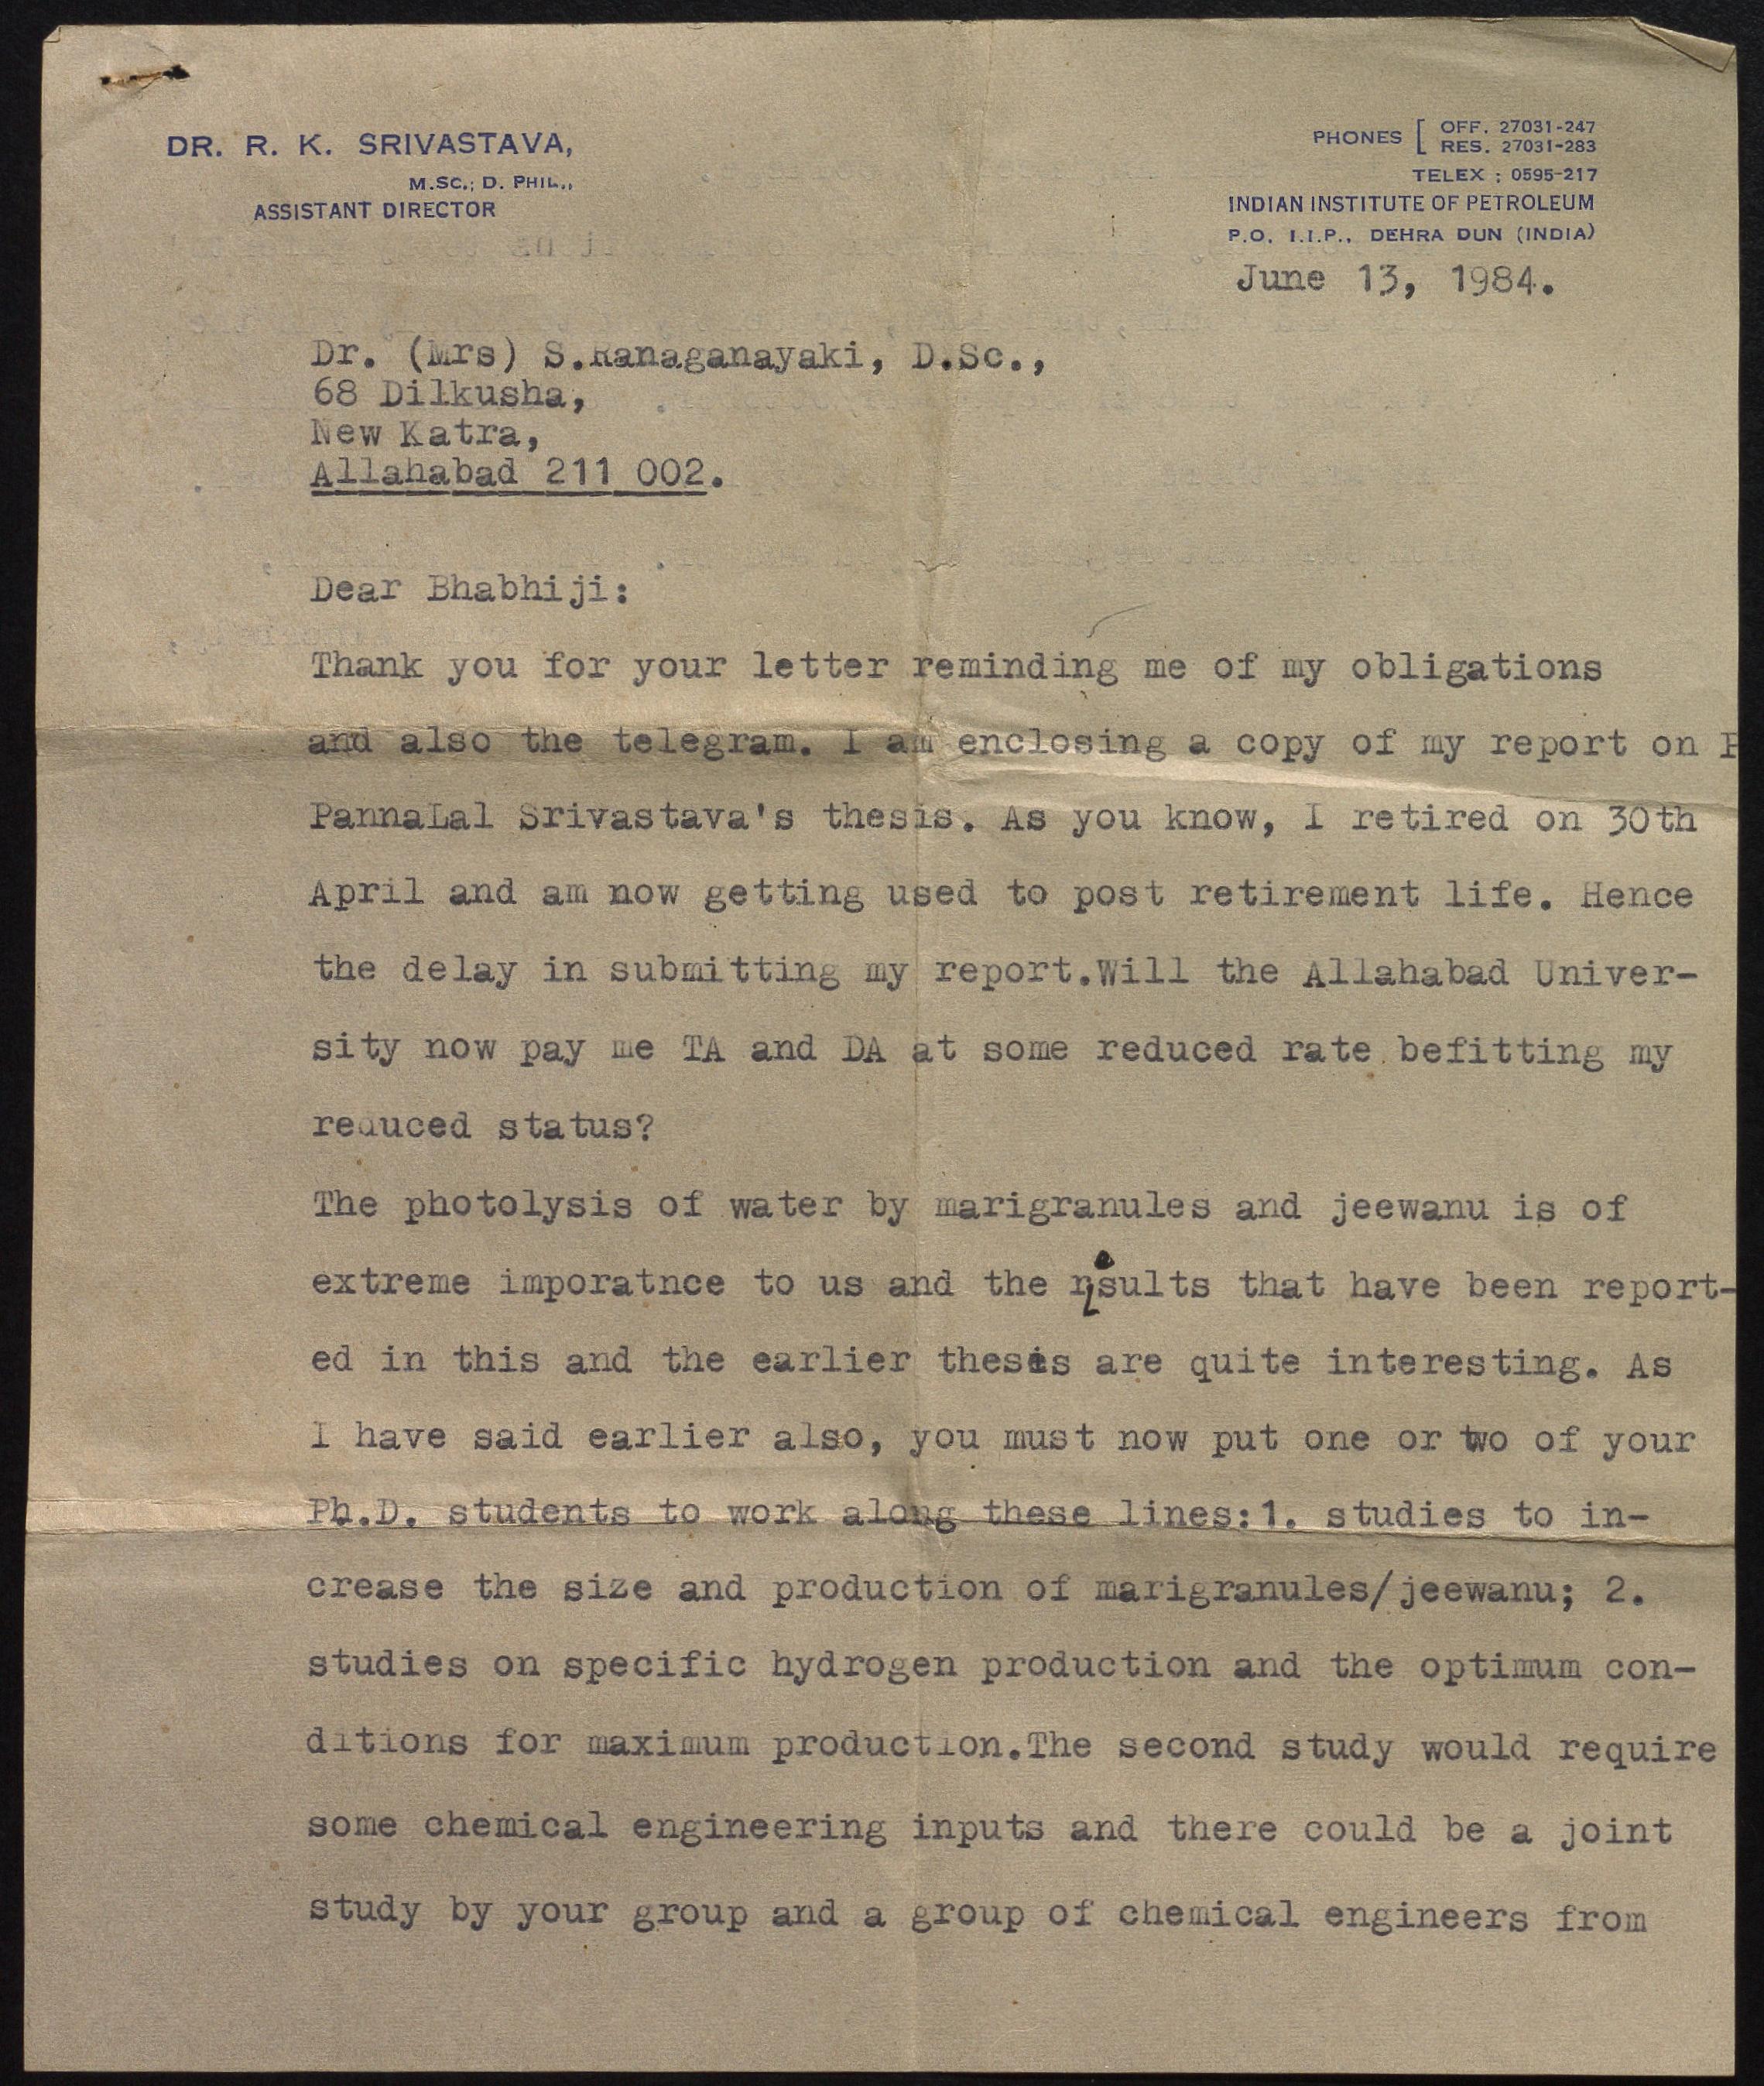 DR. R. K. SRIVASTAVA,
M.SC.; D. PHIL.,
ASSISTANT DIRECTOR
PHONES [ OFF. 27031-247
RES. 27031-283
TELEX : 0595-217
INDIAN INSTITUTE OF PETROLEUM
P.O. I.I.P., DEHRA DUN (INDIA)
June 13, 1984.
Dr. (Mrs) S.Ranaganayaki, D.Sc.,
68 Dilkusha,
New Katra,
Allahabad 211 002.
Dear Bhabhiji:
Thank you for your letter reminding me of my obligations
and also the telegram. I am enclosing a copy of my report on P
PannaLal Srivastava's thesis. As you know, I retired on 30th
April and am now getting used to post retirement life. Hence
the delay in submitting my report.Will the Allahabad Univer-
sity now pay me TA and DA at some reduced rate befitting my
reduced status?
The photolysis of water by marigranules and jeewanu is of
extreme imporatnce to us and the results that have been report-
ed in this and the earlier thesis are quite interesting. As
I have said earlier also, you must now put one or two of your
Ph.D. students to work along these lines:1. studies to in-
crease the size and production of marigranules/jeewanu; 2.
studies on specific hydrogen production and the optimum con-
ditions for maximum production.The second study would require
some chemical engineering inputs and there could be a joint
study by your group and a group of chemical engineers from